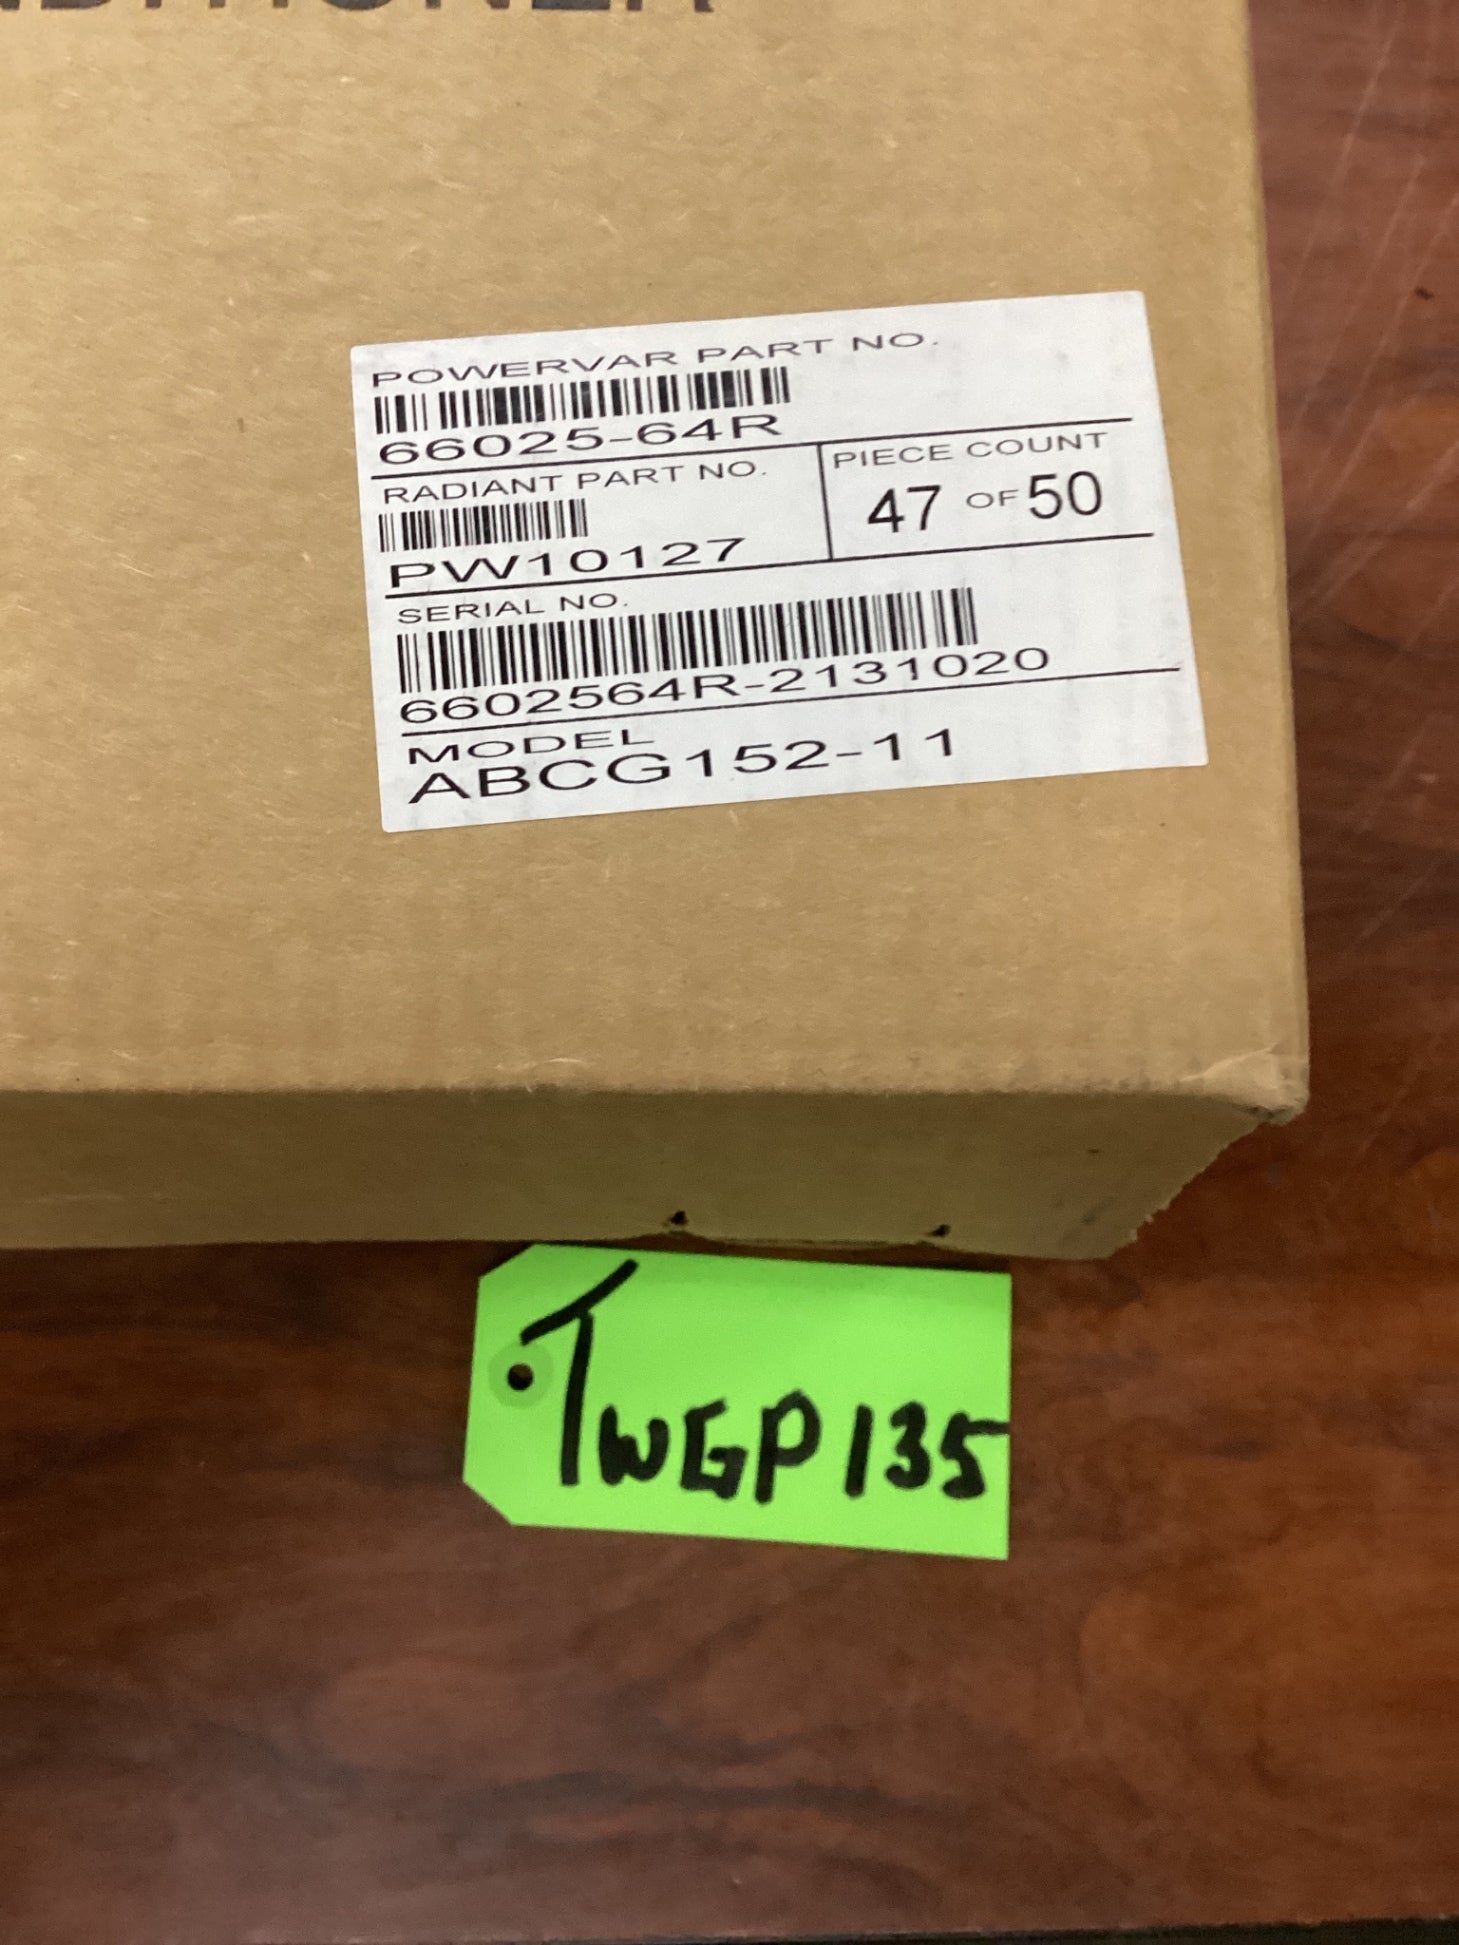 POWERVAR PART NO.
66025-64R
RADIANT PART NO.
PW10127
PIECE COUNT
47 OF 50
SERIAL NO.
6602564R-2131020
MODEL
ABCG152-11
TWGP135